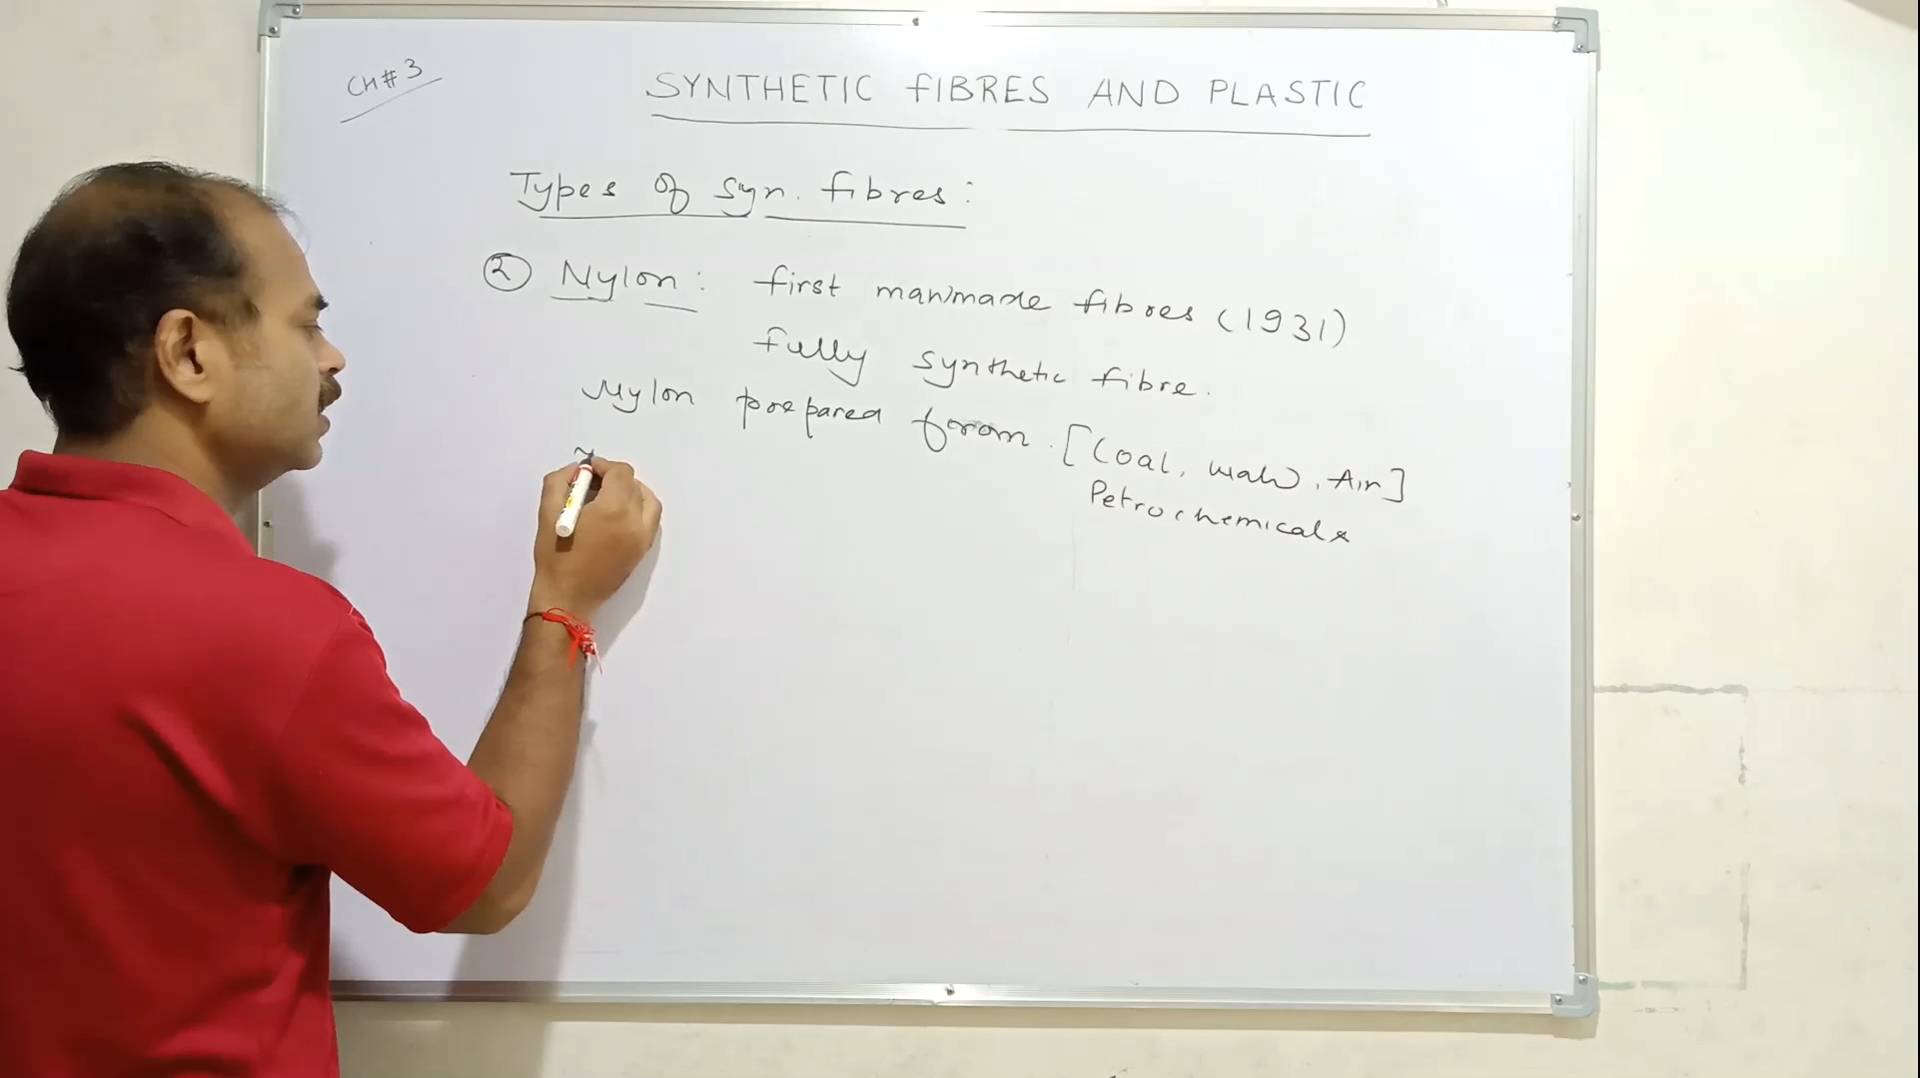 CH# 3
SYNTHETIC FIBRES AND PLASTIC
Types of Syn. fibres:
② Nylon: first manmade fibres (1931)
fully synthetic fibre.
Nylon prepared from [Coal, , Air]
Petrochemicals